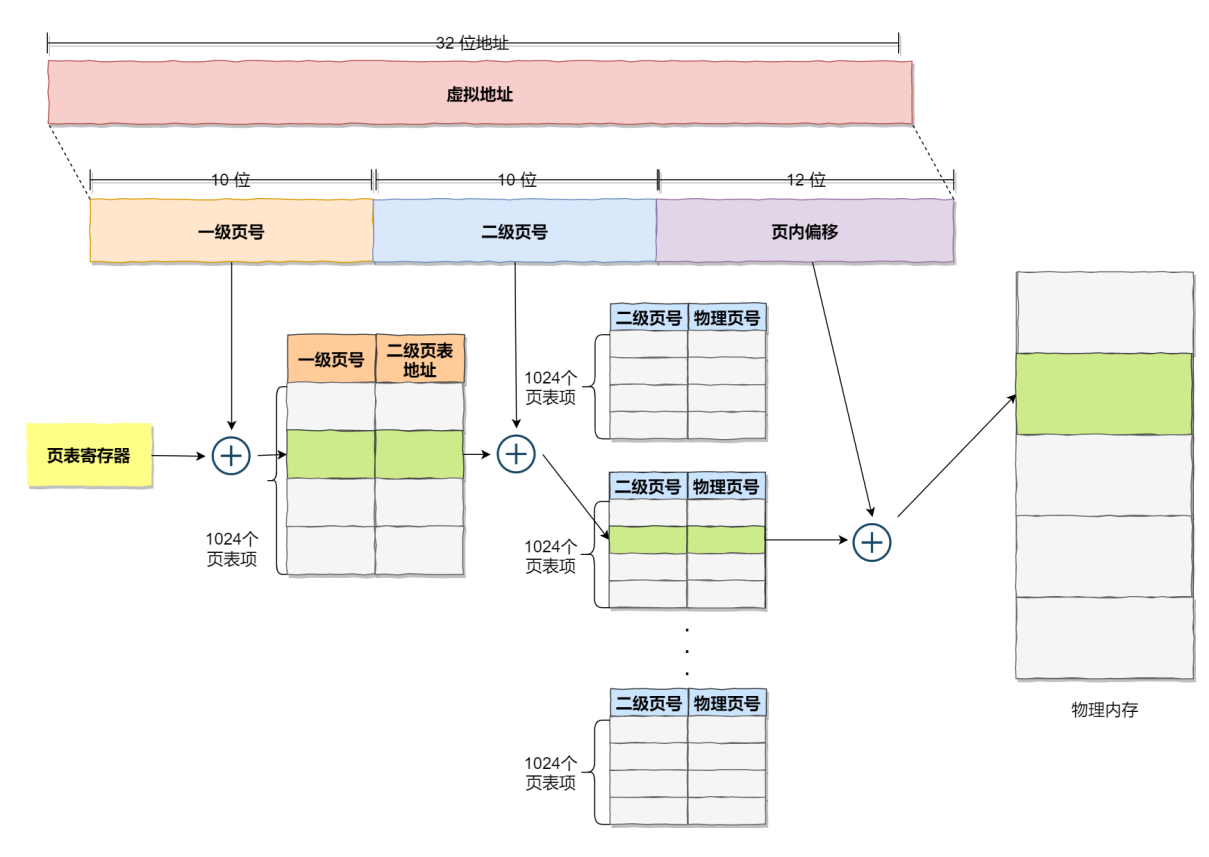 32 位地址
虚拟地址
10 位
10 位
12 位
一级页号
二级页号
页内偏移
页表寄存器
一级页号
二级页表
地址
1024个
页表项
二级页号
物理页号
1024个
页表项
二级页号
物理页号
1024个
页表项
.
.
.
二级页号
物理页号
1024个
页表项
物理内存